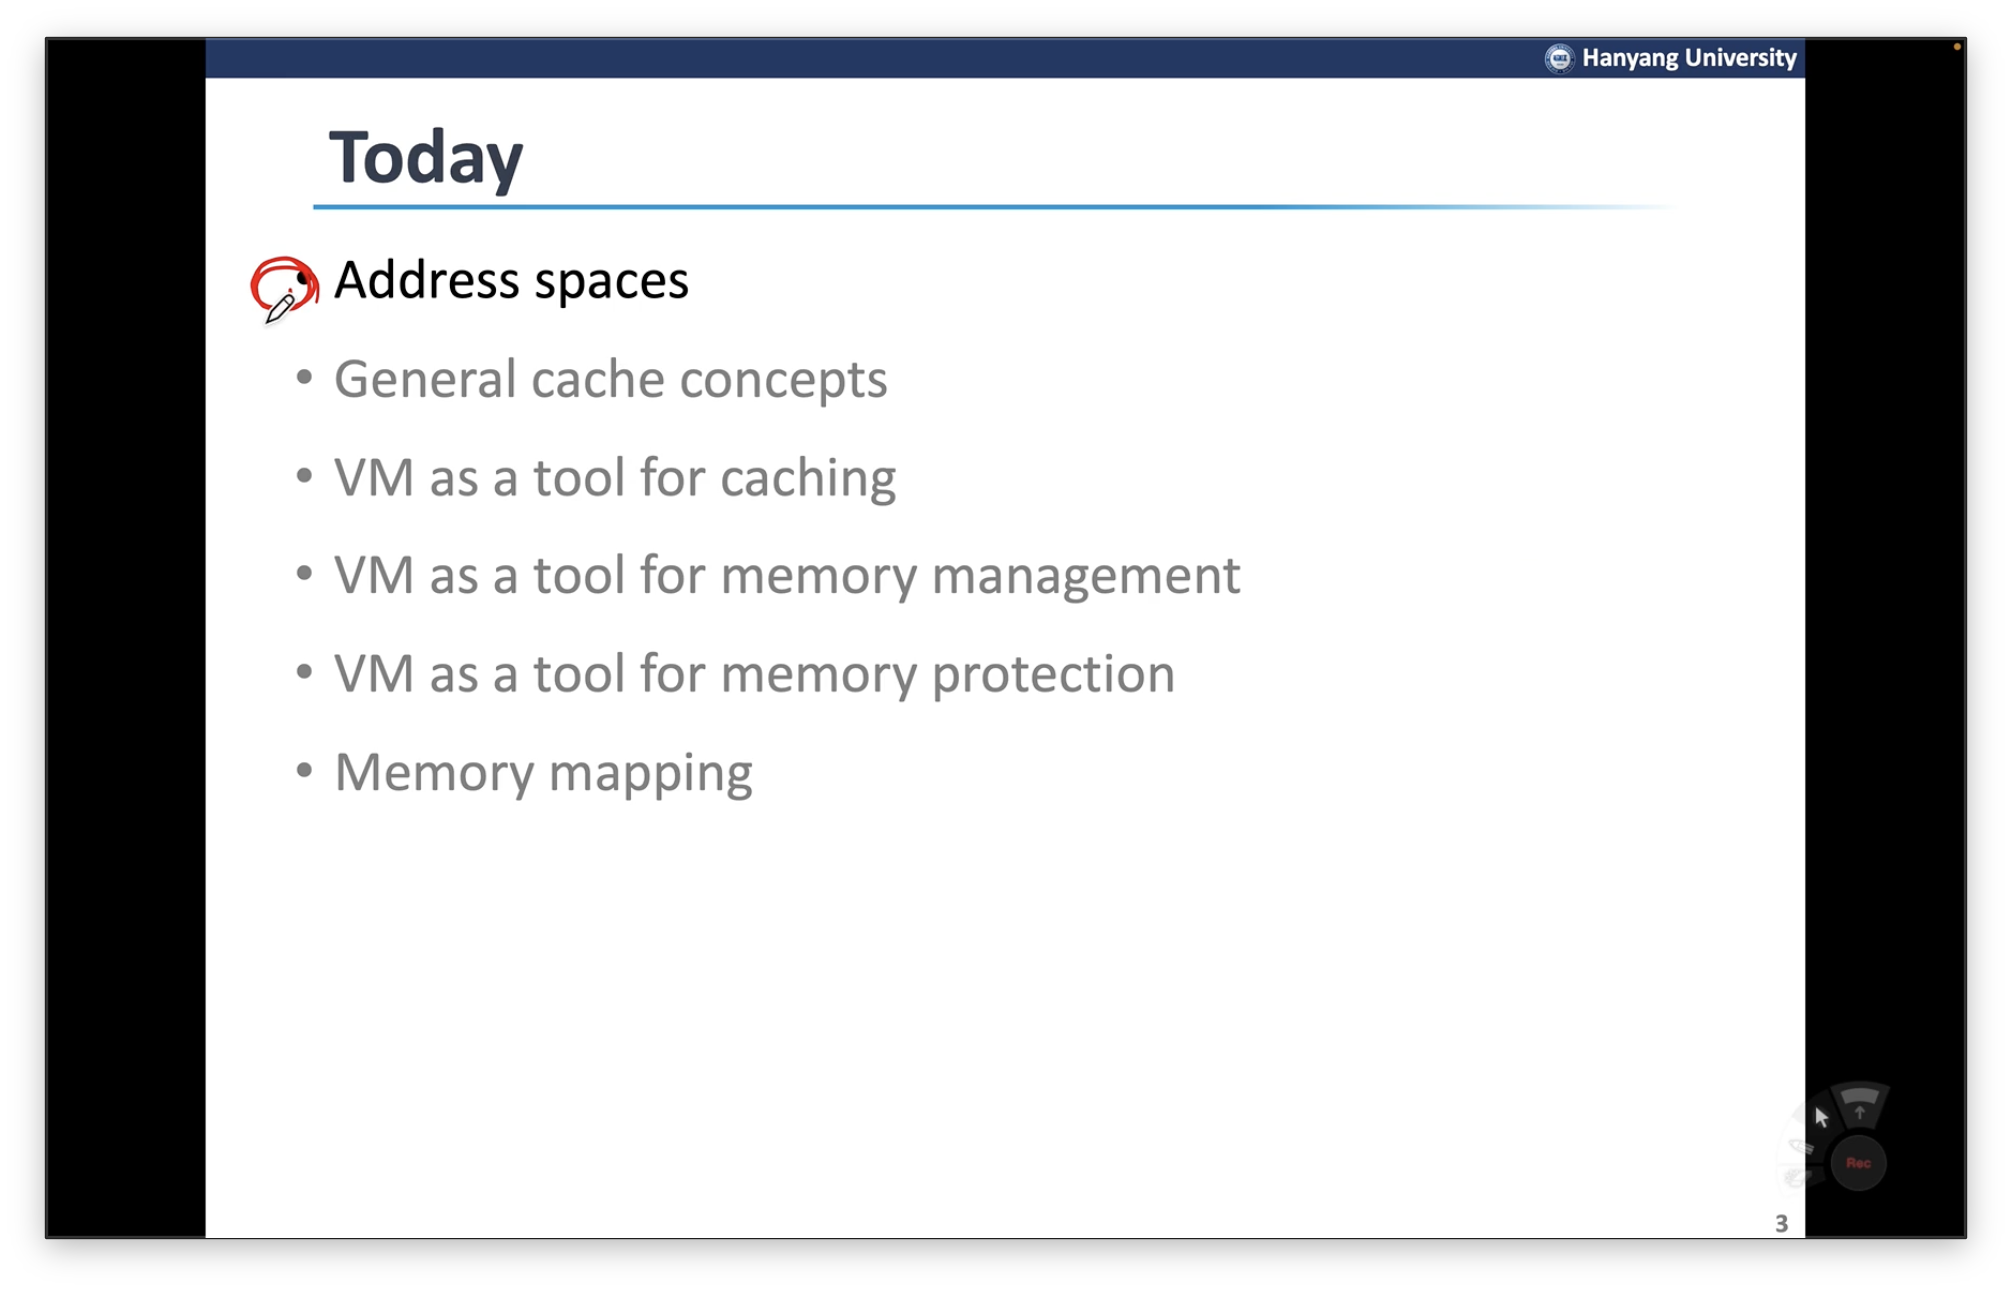 Hanyang University
Today
Address spaces
• General cache concepts
• VM as a tool for caching
• VM as a tool for memory management
• VM as a tool for memory protection
• Memory mapping
Rec
3